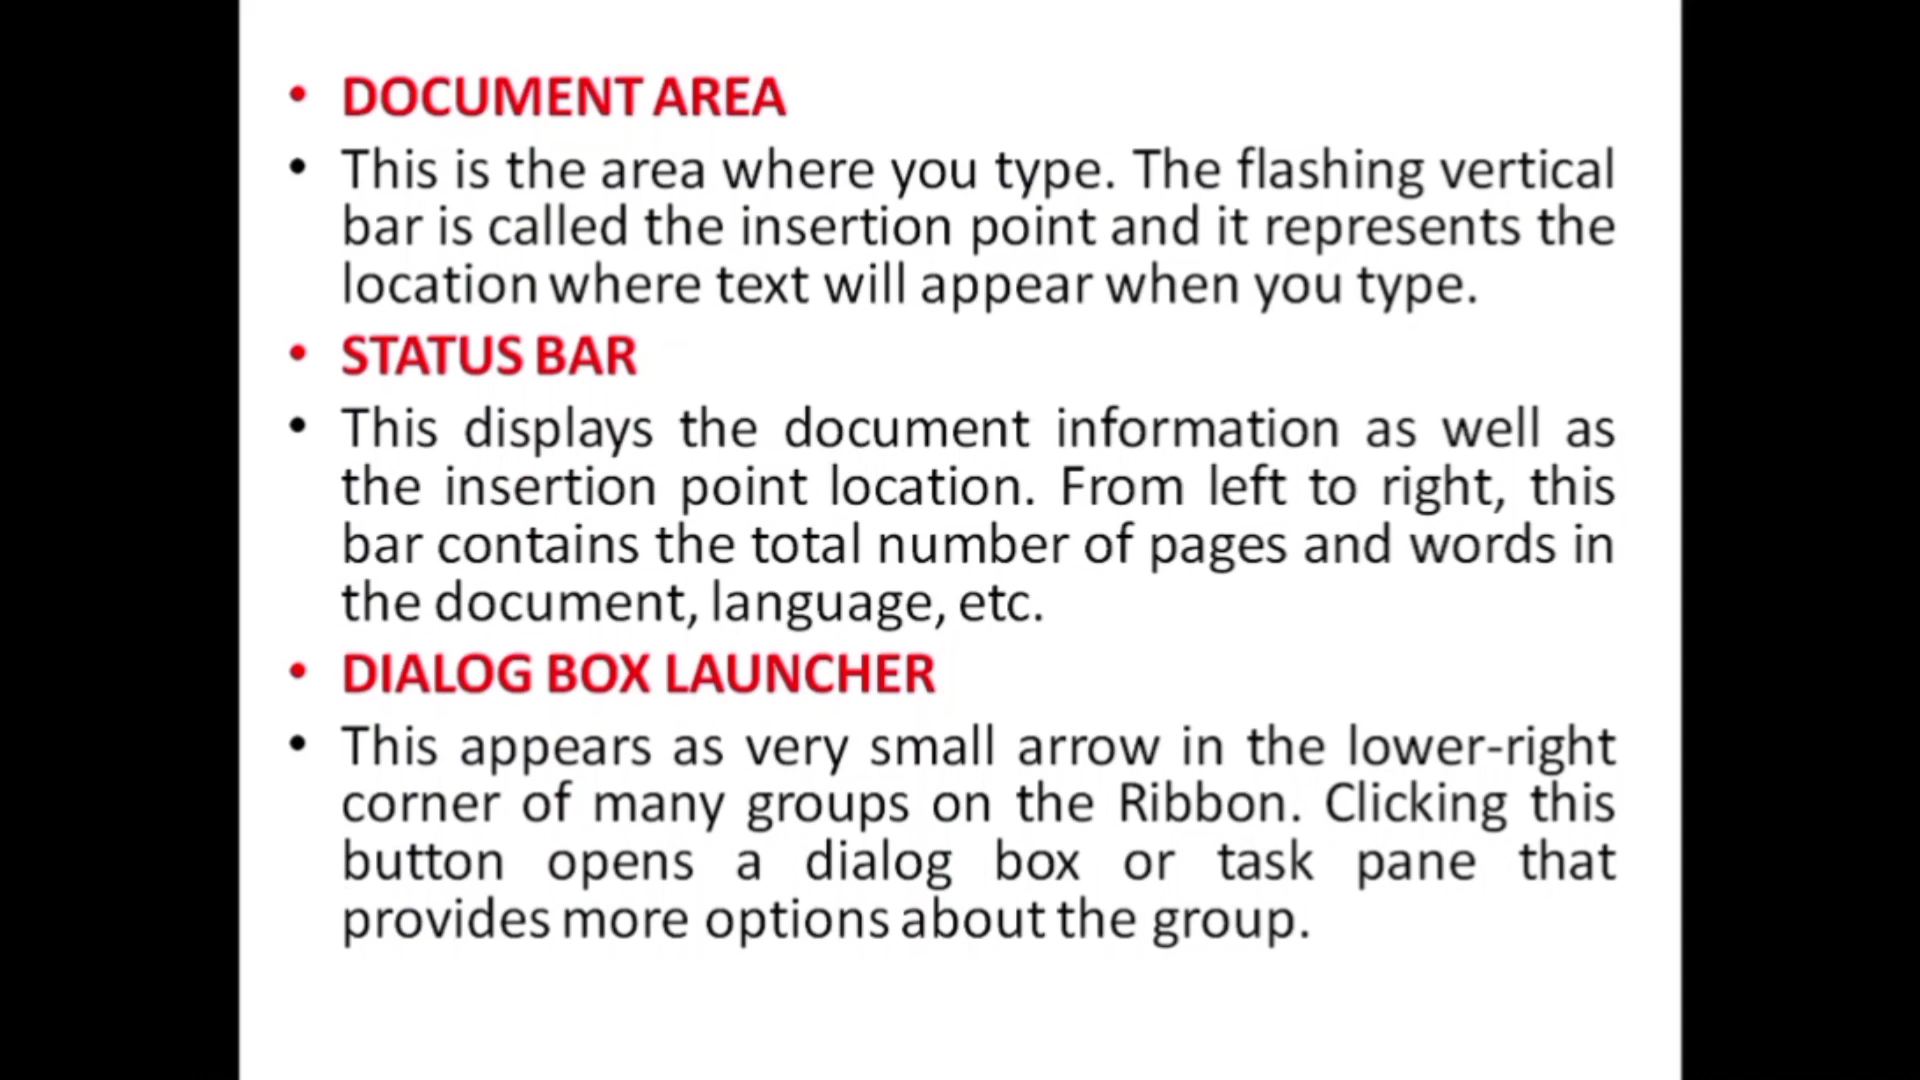 • DOCUMENT AREA
• This is the area where you type. The flashing vertical
bar is called the insertion point and it represents the
location where text will appear when you type.
• STATUS BAR
• This displays the document information as well as
the insertion point location. From left to right, this
bar contains the total number of pages and words in
the document, language, etc.
• DIALOG BOX LAUNCHER
• This appears as very small arrow in the lower-right
corner of many groups on the Ribbon. Clicking this
button opens a dialog box or task pane that
provides more options about the group.